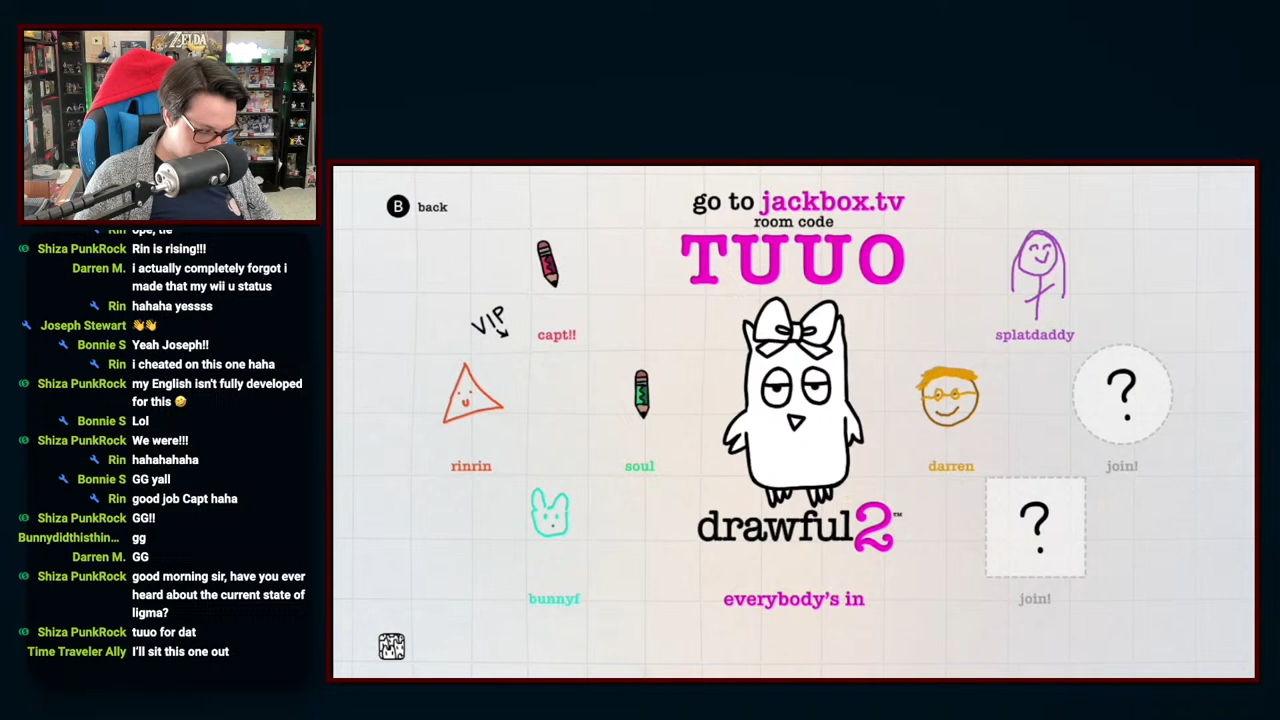 ZELDA
ope, tie
Shiza PunkRock Rin is rising!!!
Darren M. i actually completely forgot i
made that my wii u status
Rin hahaha yessss
Joseph Stewart 👋👋
Bonnie S Yeah Joseph!!
Rin i cheated on this one haha
Shiza PunkRock my English isn't fully developed
for this 🤣
Bonnie S Lol
Shiza PunkRock We were!!!
Rin hahahahaha
Bonnie S GG yall
Rin good job Capt haha
Shiza PunkRock GG!!
Bunnydidthisthin... gg
Darren M. GG
Shiza PunkRock good morning sir, have you ever
heard about the current state of
ligma?
Shiza PunkRock tuuo for dat
Time Traveler Ally I'll sit this one out
B back
go to jackbox.tv
room code
TUUO
VIP
capt!!
splatdaddy
?
rinrin
soul
darren
join!
?
drawful 2™
bunnyf
everybody's in
join!